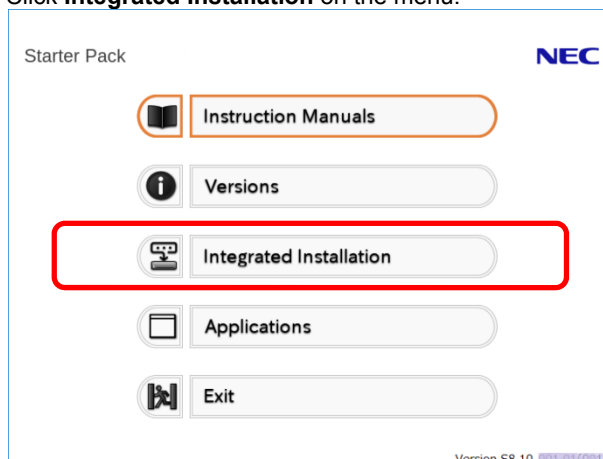 Click Integrated Installation on the menu.
Starter Pack
NEC
Instruction Manuals
Versions
Integrated Installation
Applications
Exit
Version S8.10